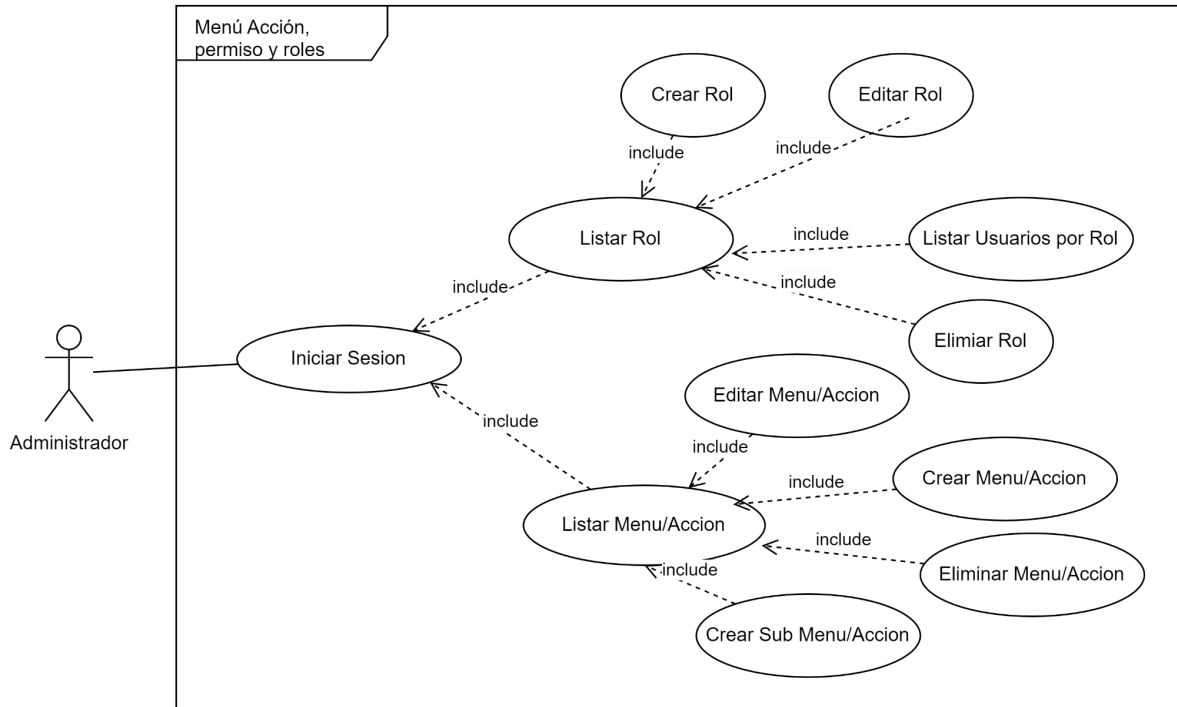 Menú Acción,
permiso y roles
Crear Rol
Editar Rol
include
include
Listar Rol
include
Listar Usuarios por Rol
include
include
Elimiar Rol
Iniciar Sesion
Administrador
Editar Menu/Accion
include
include
include
Crear Menu/Accion
Listar Menu/Accion
include
Eliminar Menu/Accion
include
Crear Sub Menu/Accion